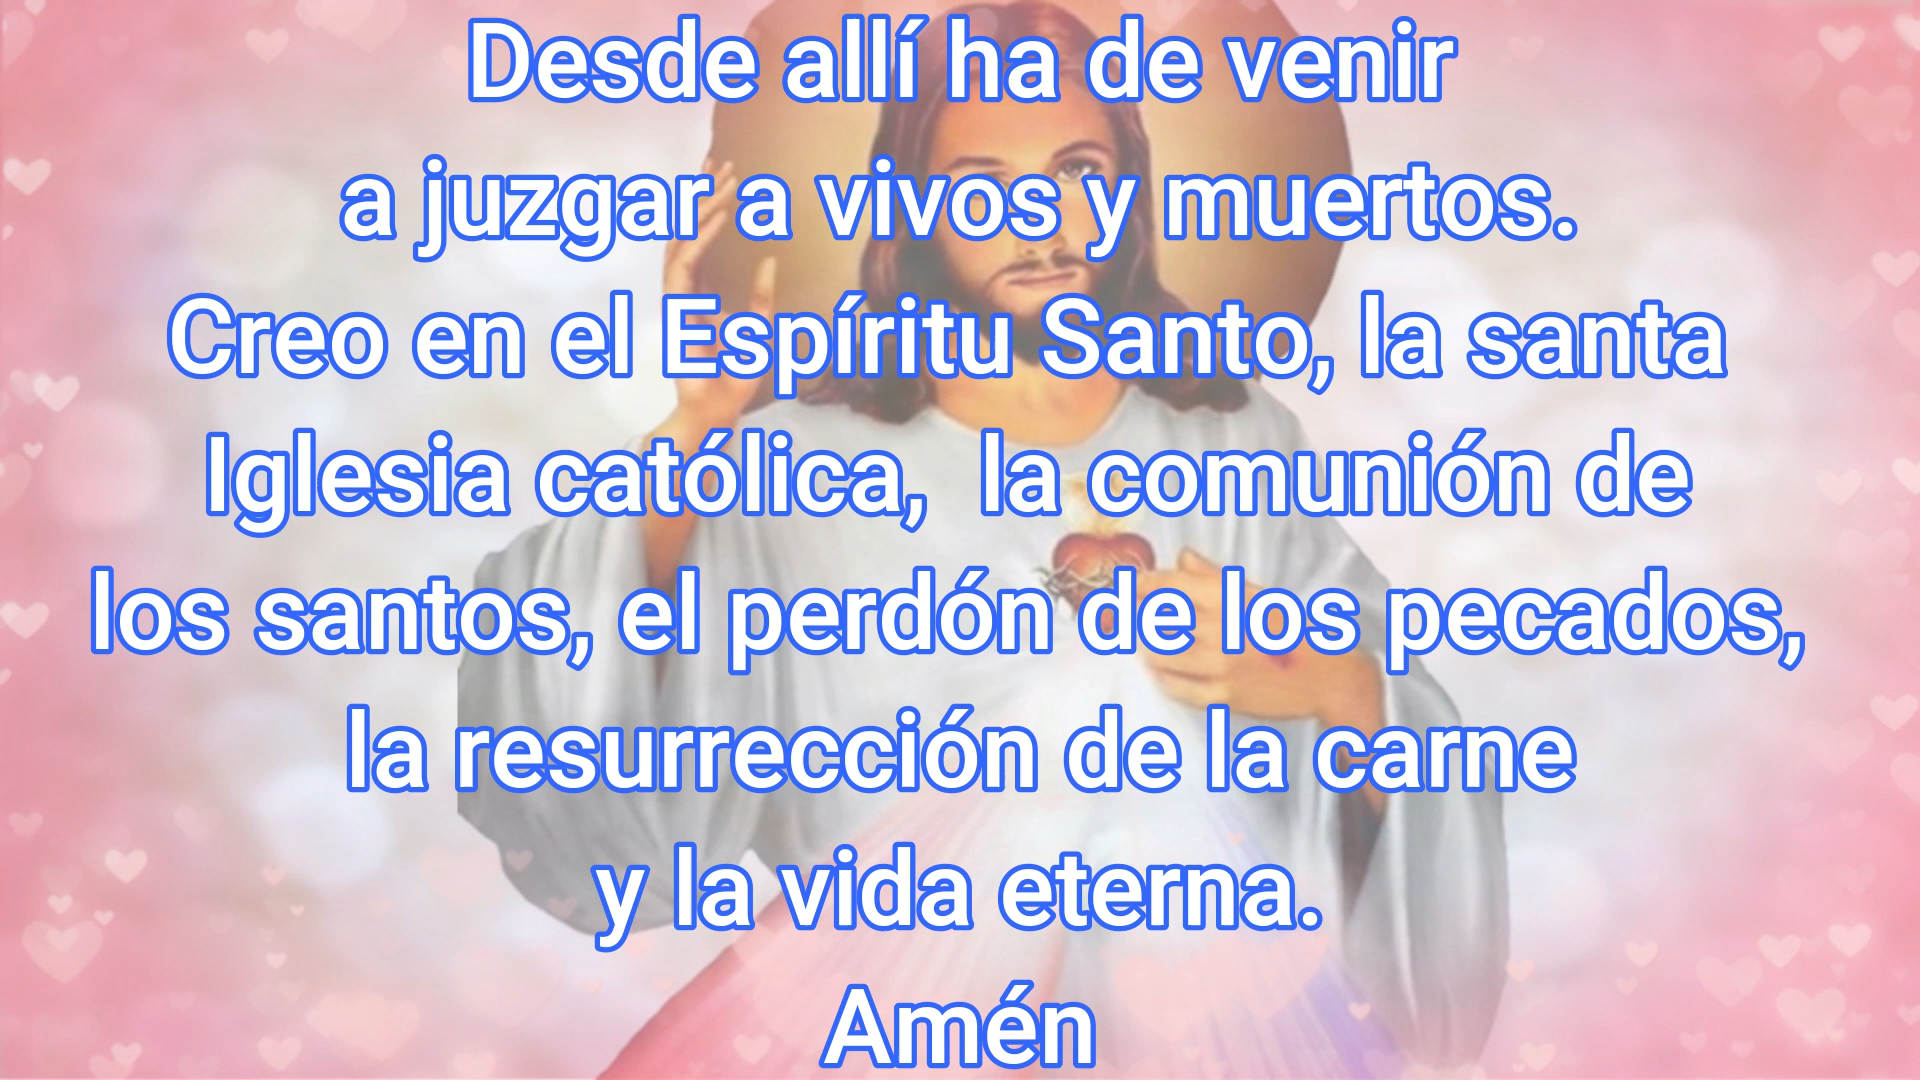 Desde allí ha de venir
a juzgar a vivos y muertos.
Creo en el Espíritu Santo, la santa
Iglesia católica,  la comunión de
los santos, el perdón de los pecados,
la resurrección de la carne
y la vida eterna.
Amén